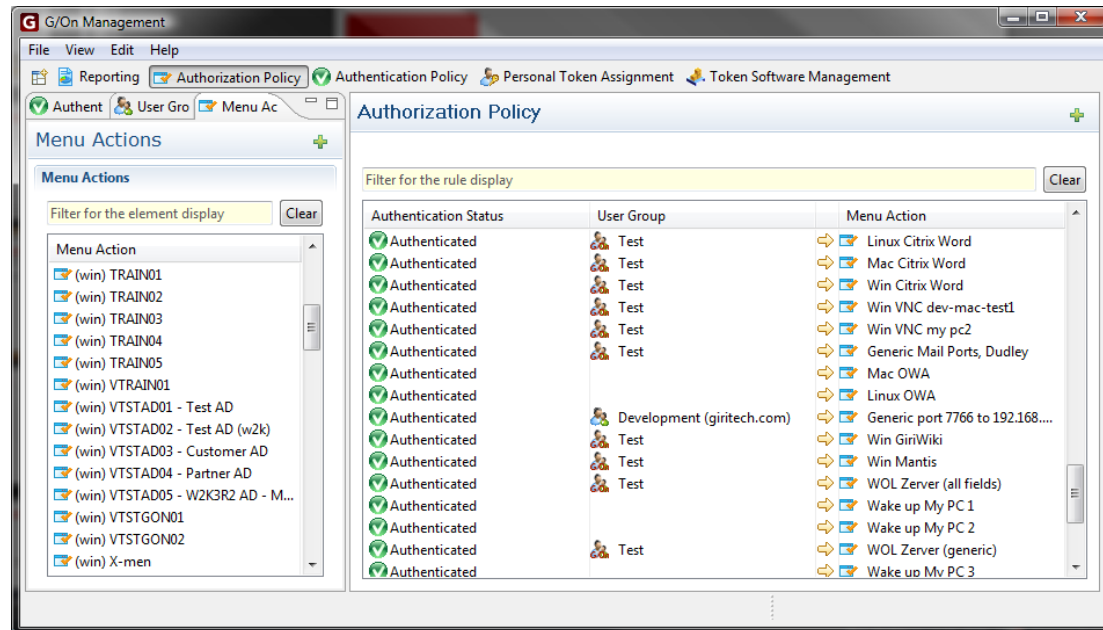 G/On Management
File View Edit Help
Reporting Authorization Policy Authentication Policy Personal Token Assignment Token Software Management
Authent User Gro Menu Ac
Menu Actions
Menu Actions
Filter for the element display Clear
Menu Action
(win) TRAIN01
(win) TRAIN02
(win) TRAIN03
(win) TRAIN04
(win) TRAIN05
(win) VTRAIN01
(win) VTSTAD01 - Test AD
(win) VTSTAD02 - Test AD (w2k)
(win) VTSTAD03 - Customer AD
(win) VTSTAD04 - Partner AD
(win) VTSTAD05 - W2K3R2 AD - M...
(win) VTSTGON01
(win) VTSTGON02
(win) X-men
Authorization Policy
Filter for the rule display Clear
Authentication Status User Group Menu Action
Authenticated Test Linux Citrix Word
Authenticated Test Mac Citrix Word
Authenticated Test Win Citrix Word
Authenticated Test Win VNC dev-mac-test1
Authenticated Test Win VNC my pc2
Authenticated Test Generic Mail Ports, Dudley
Authenticated Mac OWA
Authenticated Linux OWA
Authenticated Development (giritech.com) Generic port 7766 to 192.168....
Authenticated Test Win GiriWiki
Authenticated Test Win Mantis
Authenticated Test WOL Zerver (all fields)
Authenticated Wake up My PC 1
Authenticated Wake up My PC 2
Authenticated Test WOL Zerver (generic)
Authenticated Wake up My PC 3